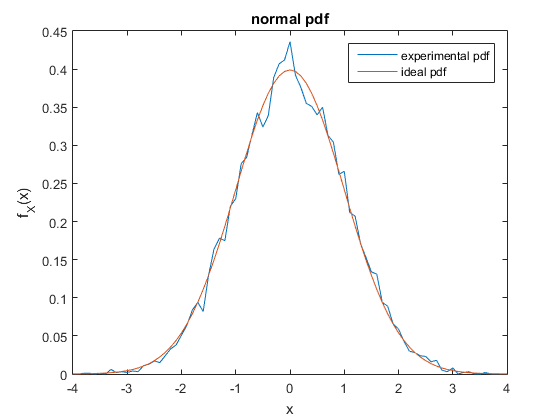 normal pdf
experimental pdf
ideal pdf
f_X(x)
0.45
0.4
0.35
0.3
0.25
0.2
0.15
0.1
0.05
0
-4 -3 -2 -1 0 1 2 3 4
x